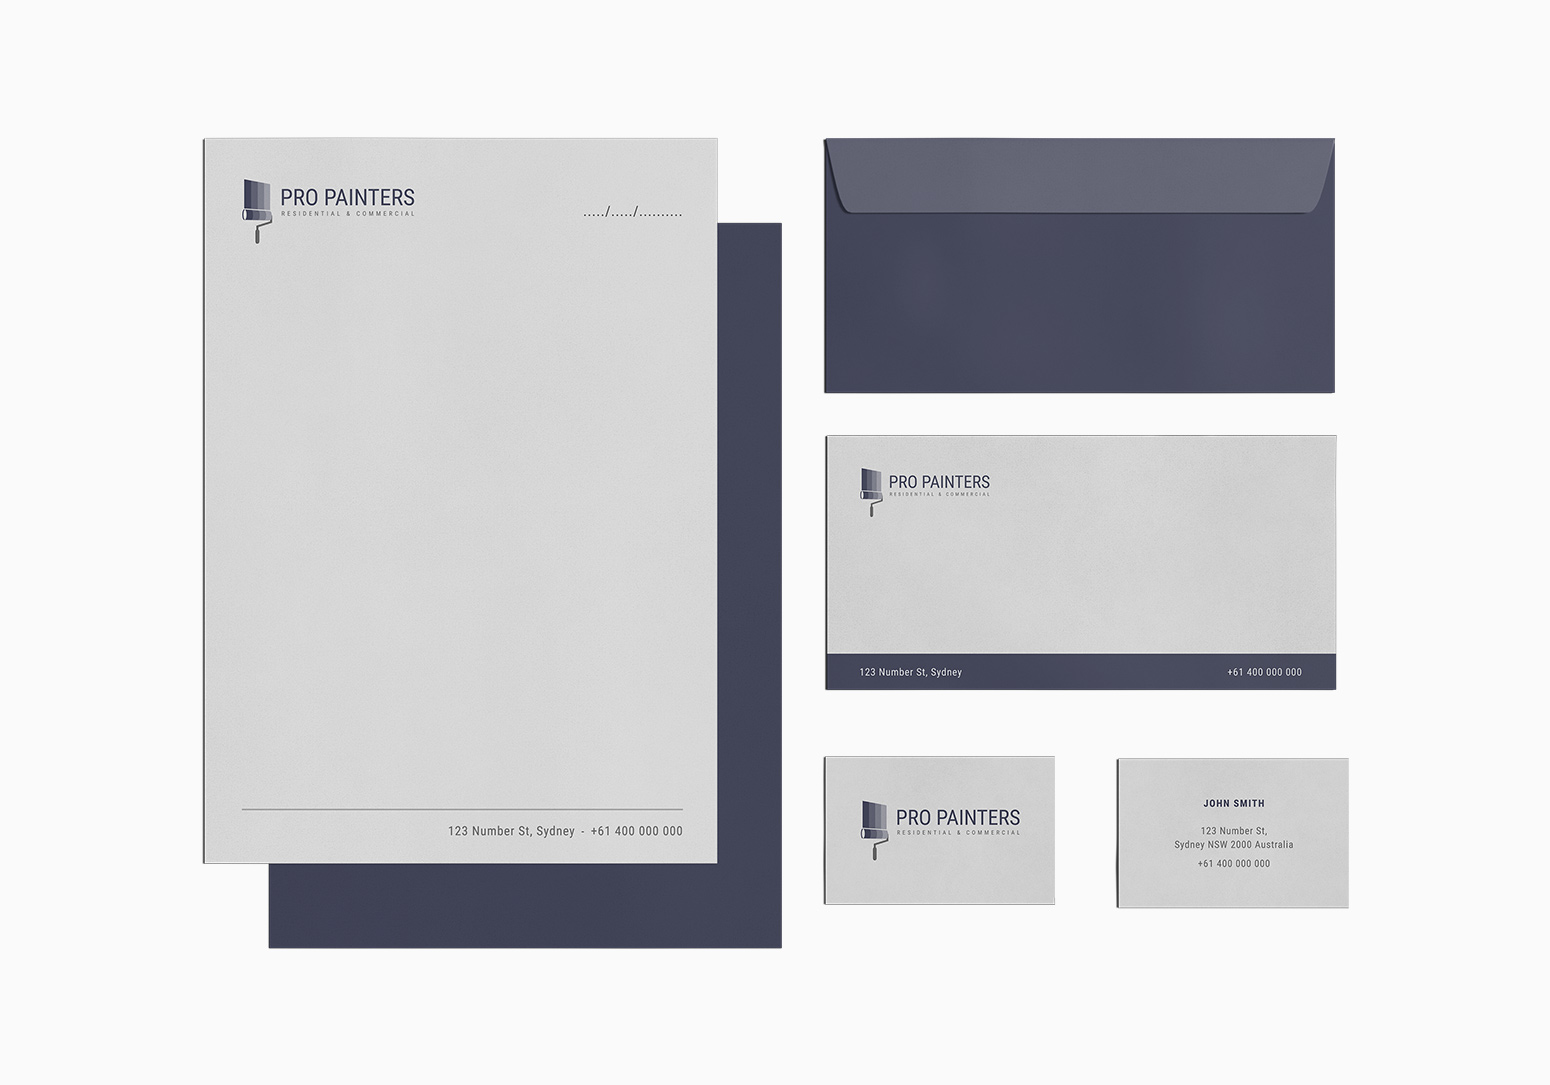 PRO PAINTERS
RESIDENTIAL & COMMERCIAL
...../...../..........
123 Number St, Sydney - +61 400 000 000
PRO PAINTERS
RESIDENTIAL & COMMERCIAL
123 Number St, Sydney
+61 400 000 000
PRO PAINTERS
RESIDENTIAL & COMMERCIAL
JOHN SMITH
123 Number St,
Sydney NSW 2000 Australia
+61 400 000 000